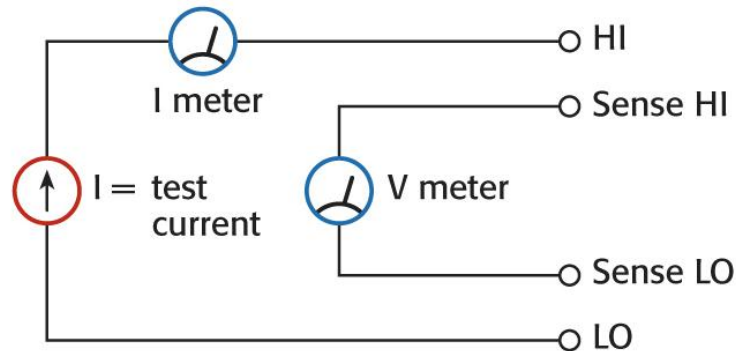 HI
I meter
Sense HI
I = test
current
V meter
Sense LO
LO